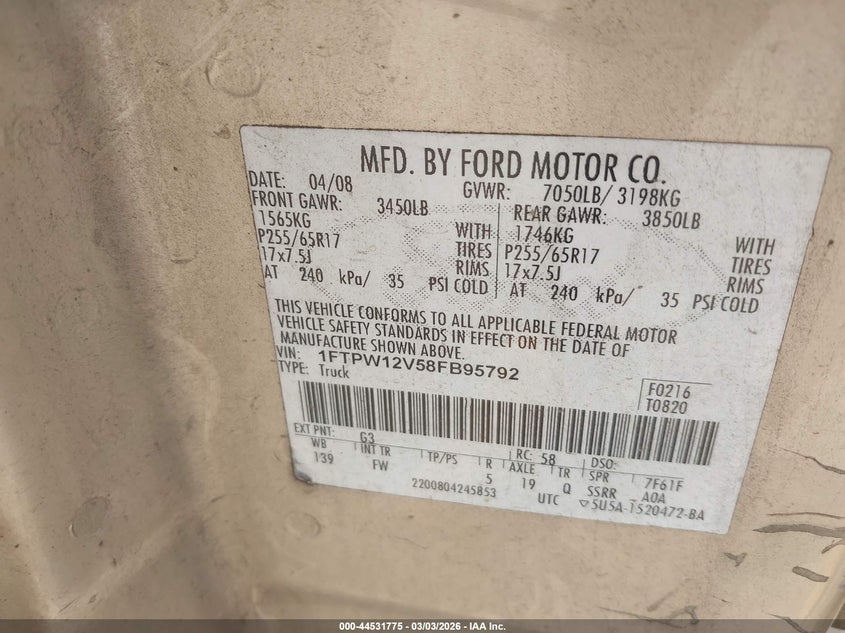 MFD. BY FORD MOTOR CO.
DATE: 04/08 GVWR: 7050LB/ 3198KG
FRONT GAWR: 3450LB REAR GAWR: 3850LB
1565KG WITH 1746KG WITH
P255/65R17 TIRES P255/65R17 TIRES
17x7.5J RIMS 17x7.5J RIMS
AT 240 kPa/ 35 PSI COLD AT 240 kPa/ 35 PSI COLD
THIS VEHICLE CONFORMS TO ALL APPLICABLE FEDERAL MOTOR
VEHICLE SAFETY STANDARDS IN EFFECT ON THE DATE OF
MANUFACTURE SHOWN ABOVE.
VIN: 1FTPW12V58FB95792
TYPE: Truck
F0216
T0820
EXT PNT: G3 RC: 58 DSO:
WB INT TR TP/PS R AXLE TR SPR 7F61F
139 FW 5 19 Q SSRR A0A
2200804245853 UTC ▽5U5A-1520472-BA
000-44531775 - 03/03/2026 - IAA Inc.